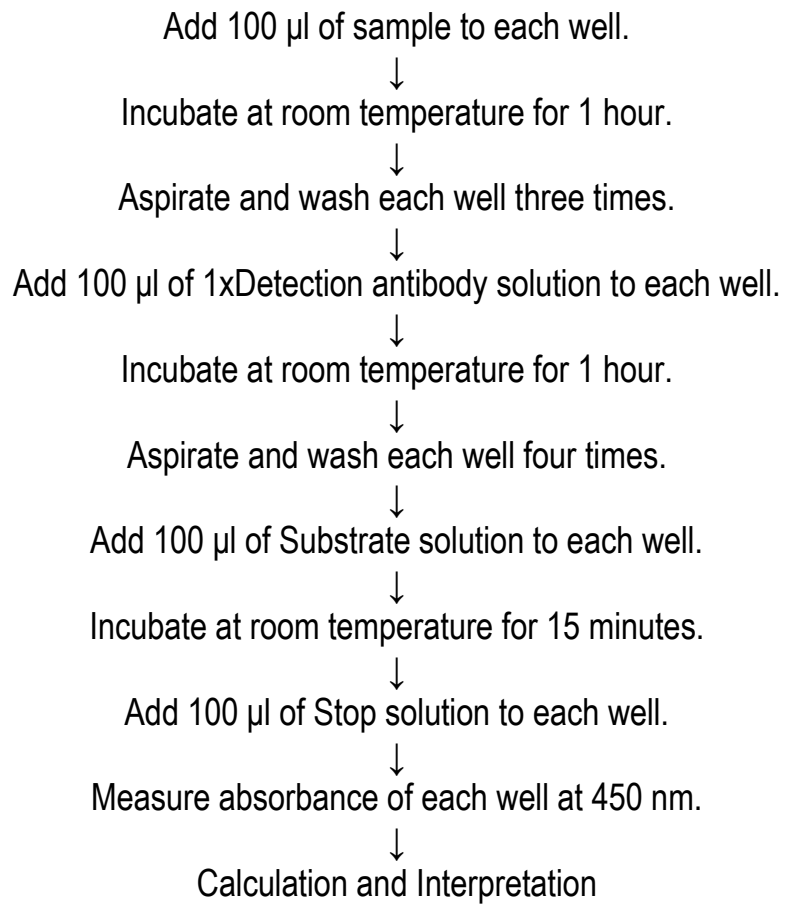 Add 100 µl of sample to each well.
↓
Incubate at room temperature for 1 hour.
↓
Aspirate and wash each well three times.
↓
Add 100 µl of 1xDetection antibody solution to each well.
↓
Incubate at room temperature for 1 hour.
↓
Aspirate and wash each well four times.
↓
Add 100 µl of Substrate solution to each well.
↓
Incubate at room temperature for 15 minutes.
↓
Add 100 µl of Stop solution to each well.
↓
Measure absorbance of each well at 450 nm.
↓
Calculation and Interpretation